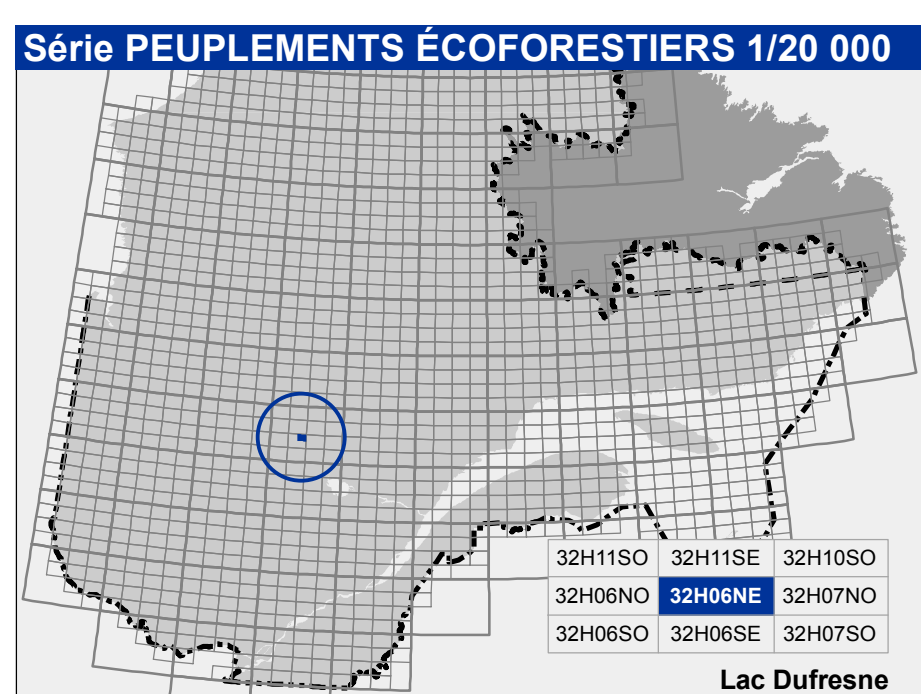 Série PEUPLEMENTS ÉCOFORESTIERS 1/20 000
32H11SO 32H11SE 32H10SO
32H06NO 32H06NE 32H07NO
32H06SO 32H06SE 32H07SO
Lac Dufresne